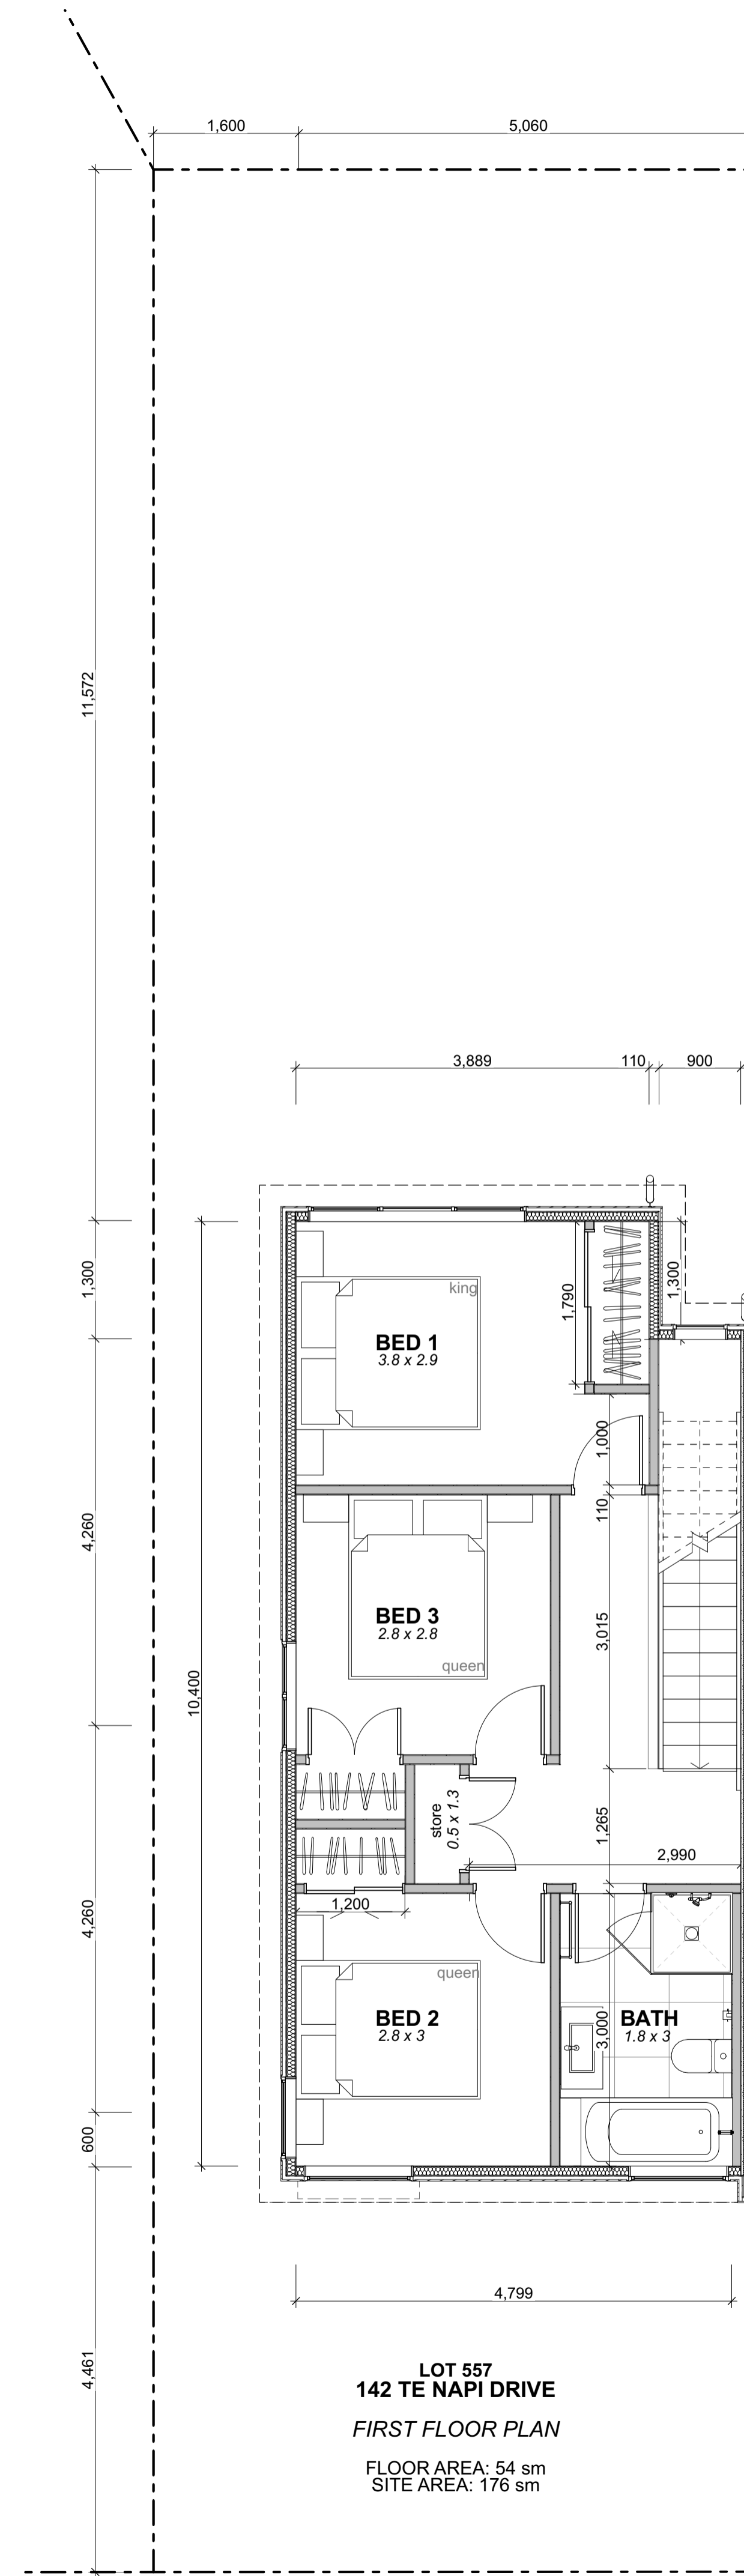 1,600
5,060
11,572
3,889
110
900
1,300
1,300
1,790
king
BED 1
3.8 x 2.9
1,000
110
4,260
BED 3
2.8 x 2.8
3,015
queen
10,400
store
0.5 x 1.3
1,265
2,990
1,200
4,260
queen
BED 2
2.8 x 3
3,000
BATH
1.8 x 3
600
4,799
4,461
LOT 557
142 TE NAPI DRIVE
FIRST FLOOR PLAN
FLOOR AREA: 54 sm
SITE AREA: 176 sm